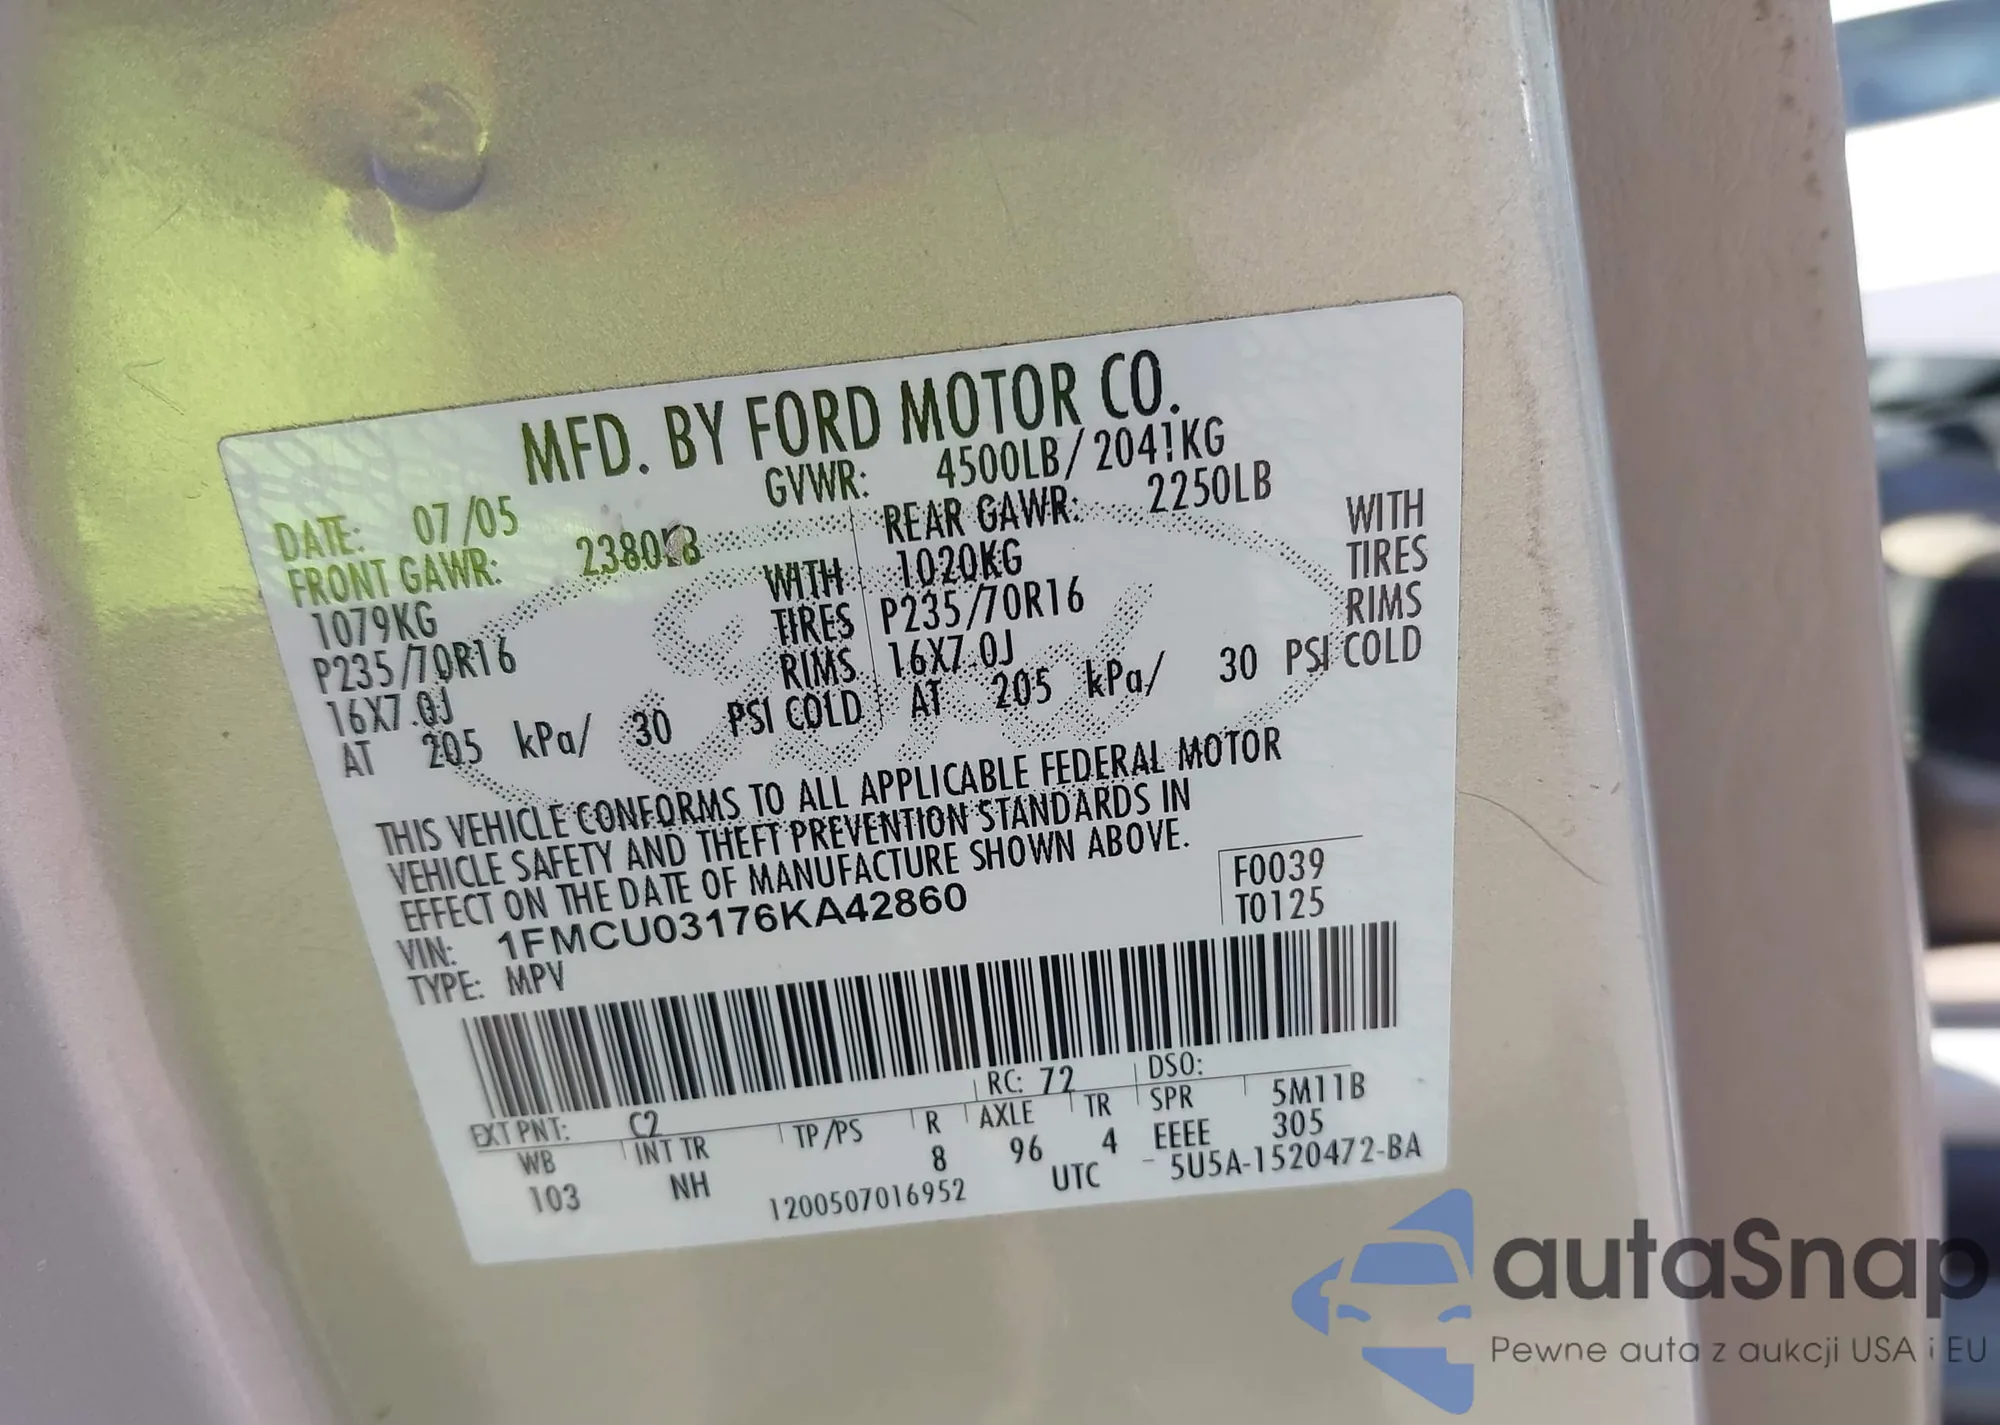 MFD. BY FORD MOTOR CO.
DATE: 07/05 GVWR: 4500LB/2041KG
FRONT GAWR: 2380LB REAR GAWR: 2250LB
1079KG WITH 1020KG WITH
P235/70R16 TIRES P235/70R16 TIRES
16X7.0J RIMS 16X7.0J RIMS
AT 205 kPa/ 30 PSI COLD AT 205 kPa/ 30 PSI COLD
THIS VEHICLE CONFORMS TO ALL APPLICABLE FEDERAL MOTOR
VEHICLE SAFETY AND THEFT PREVENTION STANDARDS IN
EFFECT ON THE DATE OF MANUFACTURE SHOWN ABOVE.
VIN: 1FMCU03176KA42860 F0039
TYPE: MPV T0125
EXT PNT: C2 RC: 72 DSO:
WB INT TR TP/PS R AXLE TR SPR 5M11B
103 NH 8 96 4 EEEE 305
1200507016952 UTC - 5U5A-1520472-BA
autaSnap
Pewne auta z aukcji USA i EU